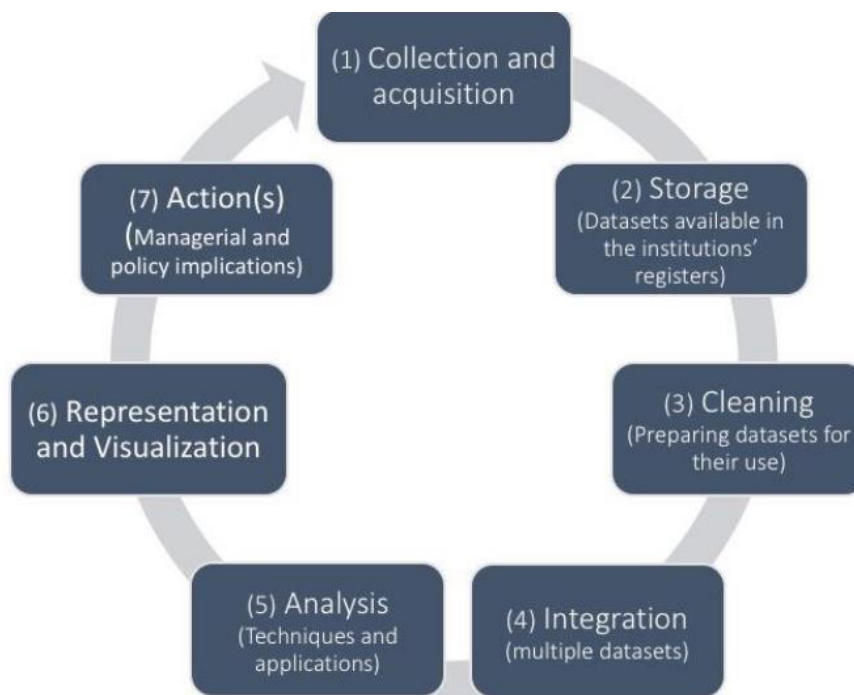 (1) Collection and
acquisition
(2) Storage
(Datasets available in
the institutions’
registers)
(3) Cleaning
(Preparing datasets for
their use)
(4) Integration
(multiple datasets)
(5) Analysis
(Techniques and
applications)
(6) Representation
and Visualization
(7) Action(s)
(Managerial and
policy implications)